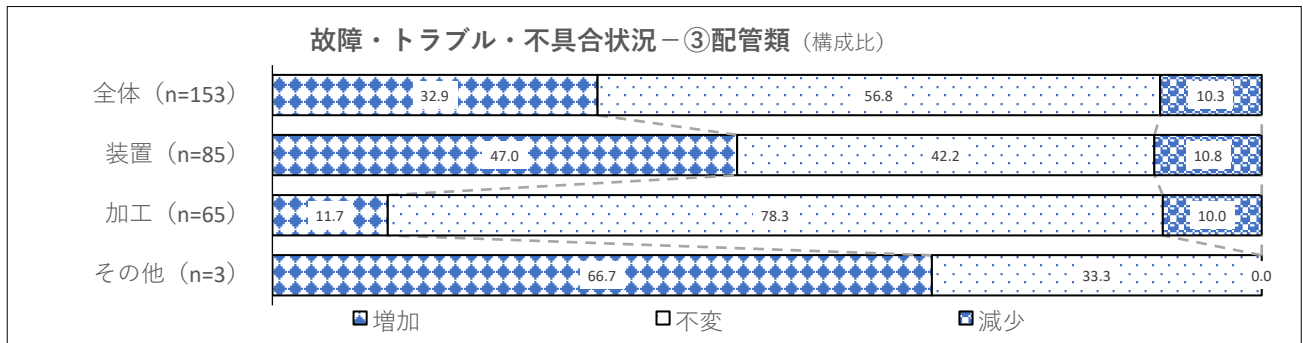 故障・トラブル・不具合状況－③配管類（構成比）
全体（n=153） 32.9 56.8 10.3
装置（n=85） 47.0 42.2 10.8
加工（n=65） 11.7 78.3 10.0
その他（n=3） 66.7 33.3 0.0
増加 不変 減少